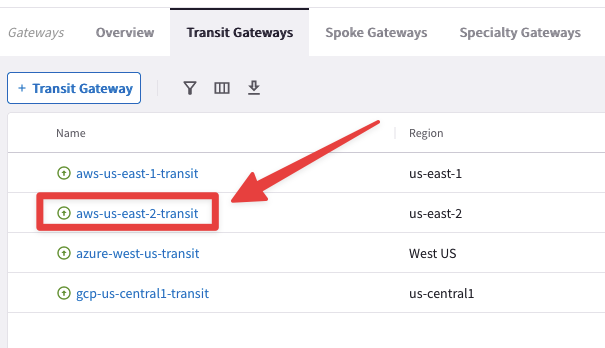 Gateways Overview Transit Gateways Spoke Gateways Specialty Gateways
+ Transit Gateway
Name Region
aws-us-east-1-transit us-east-1
aws-us-east-2-transit us-east-2
azure-west-us-transit West US
gcp-us-central1-transit us-central1